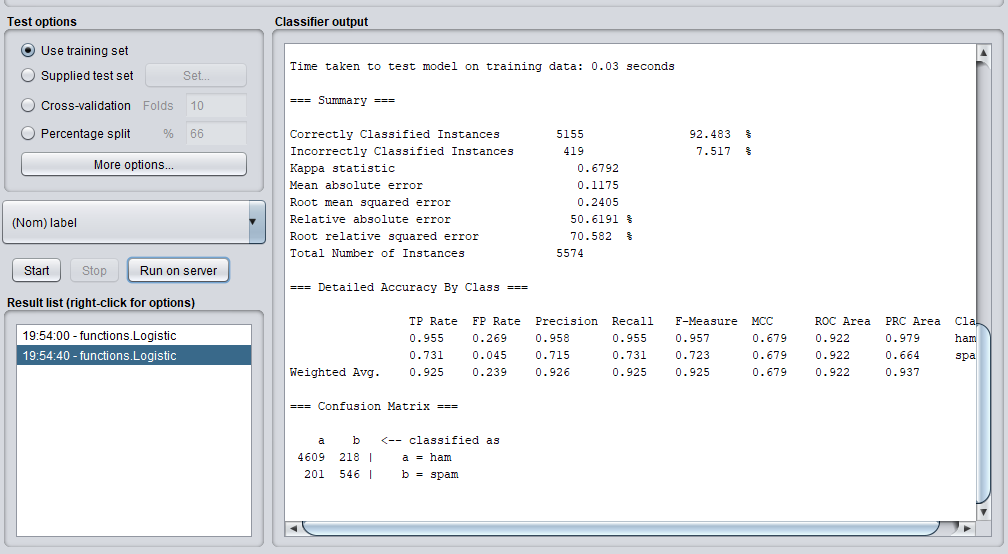 Test options
Use training set
Supplied test set Set...
Cross-validation Folds 10
Percentage split % 66
More options...
(Nom) label
Start Stop Run on server
Result list (right-click for options)
19:54:00 - functions.Logistic
19:54:40 - functions.Logistic
Classifier output
Time taken to test model on training data: 0.03 seconds
=== Summary ===
Correctly Classified Instances 5155 92.483 %
Incorrectly Classified Instances 419 7.517 %
Kappa statistic 0.6792
Mean absolute error 0.1175
Root mean squared error 0.2405
Relative absolute error 50.6191 %
Root relative squared error 70.582 %
Total Number of Instances 5574
=== Detailed Accuracy By Class ===
TP Rate FP Rate Precision Recall F-Measure MCC ROC Area PRC Area Cla
0.955 0.269 0.958 0.955 0.957 0.679 0.922 0.979 ham
0.731 0.045 0.715 0.731 0.723 0.679 0.922 0.664 spa
Weighted Avg. 0.925 0.239 0.926 0.925 0.925 0.679 0.922 0.937
=== Confusion Matrix ===
a b <-- classified as
4609 218 | a = ham
201 546 | b = spam